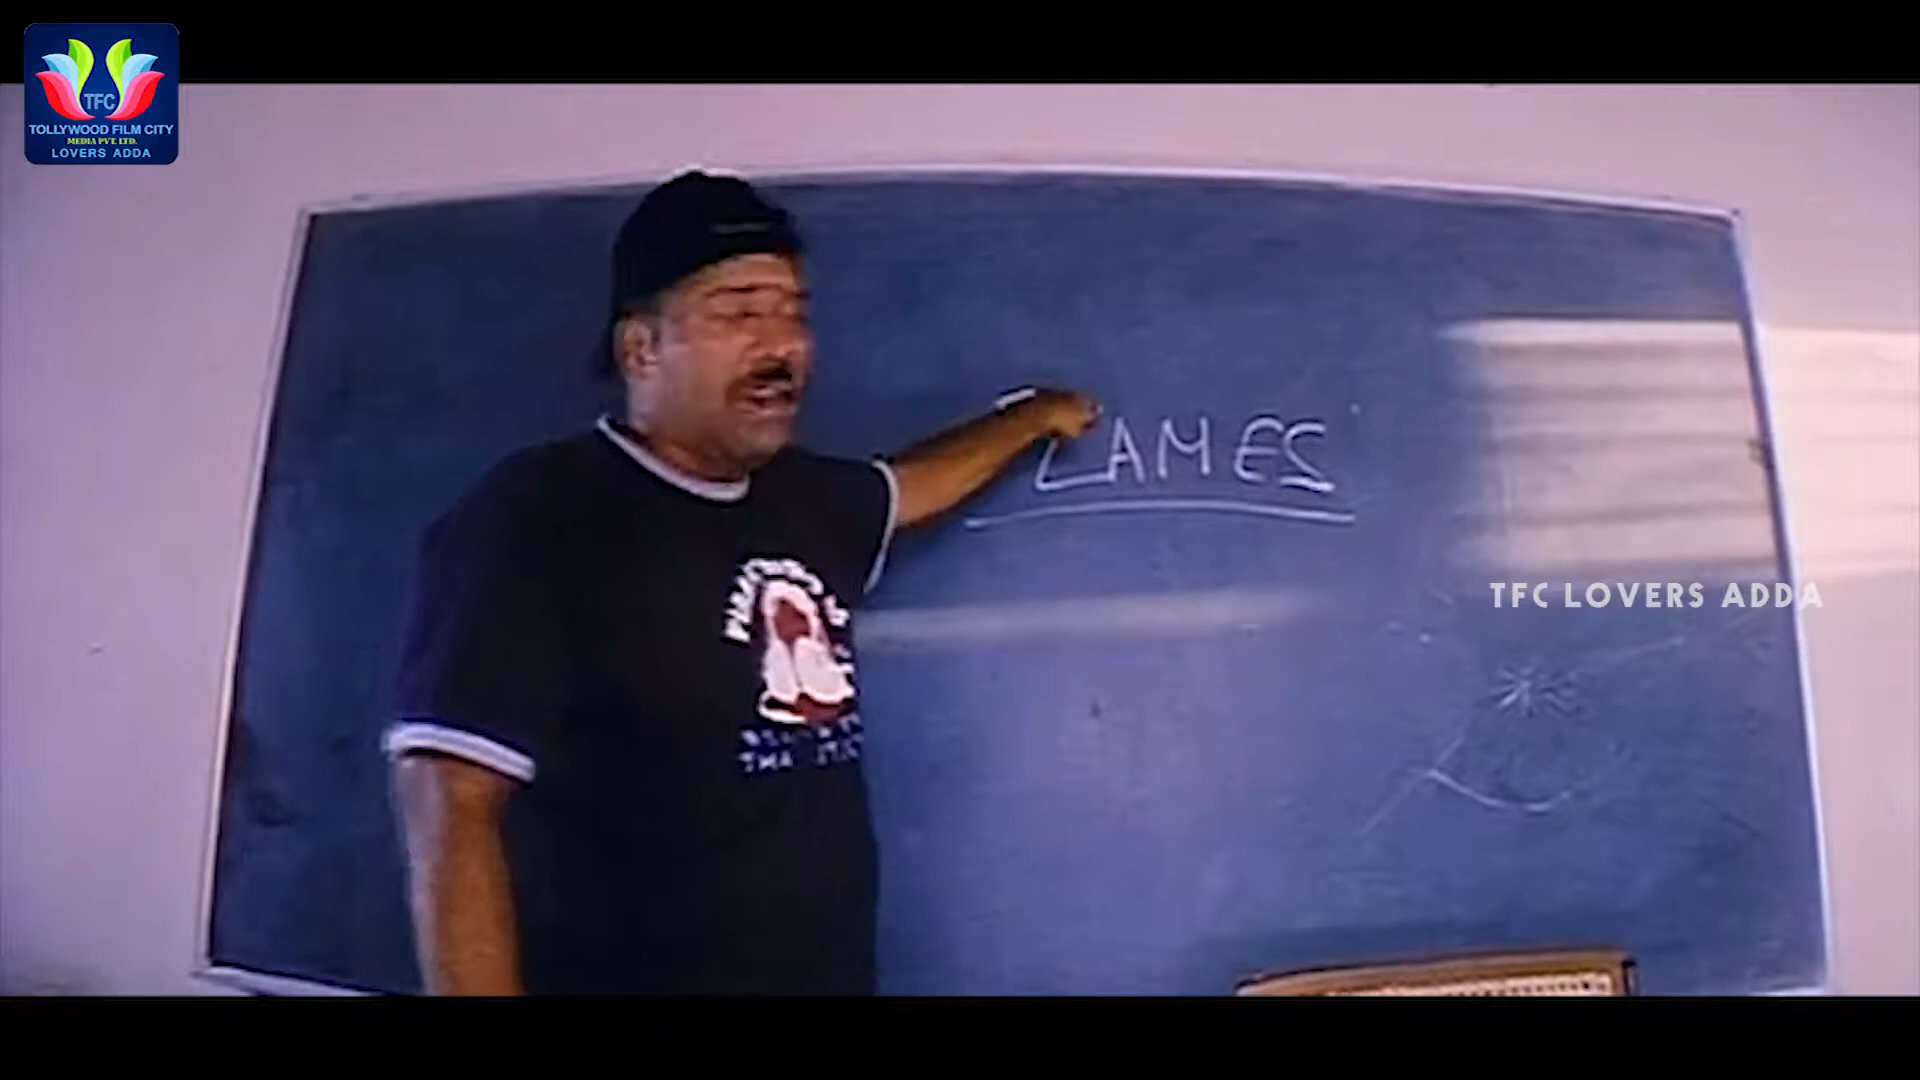 TFC
TOLLYWOOD FILM CITY
MEDIA PVT. LTD.
LOVERS ADDA
LAMES
TFC LOVERS ADDA